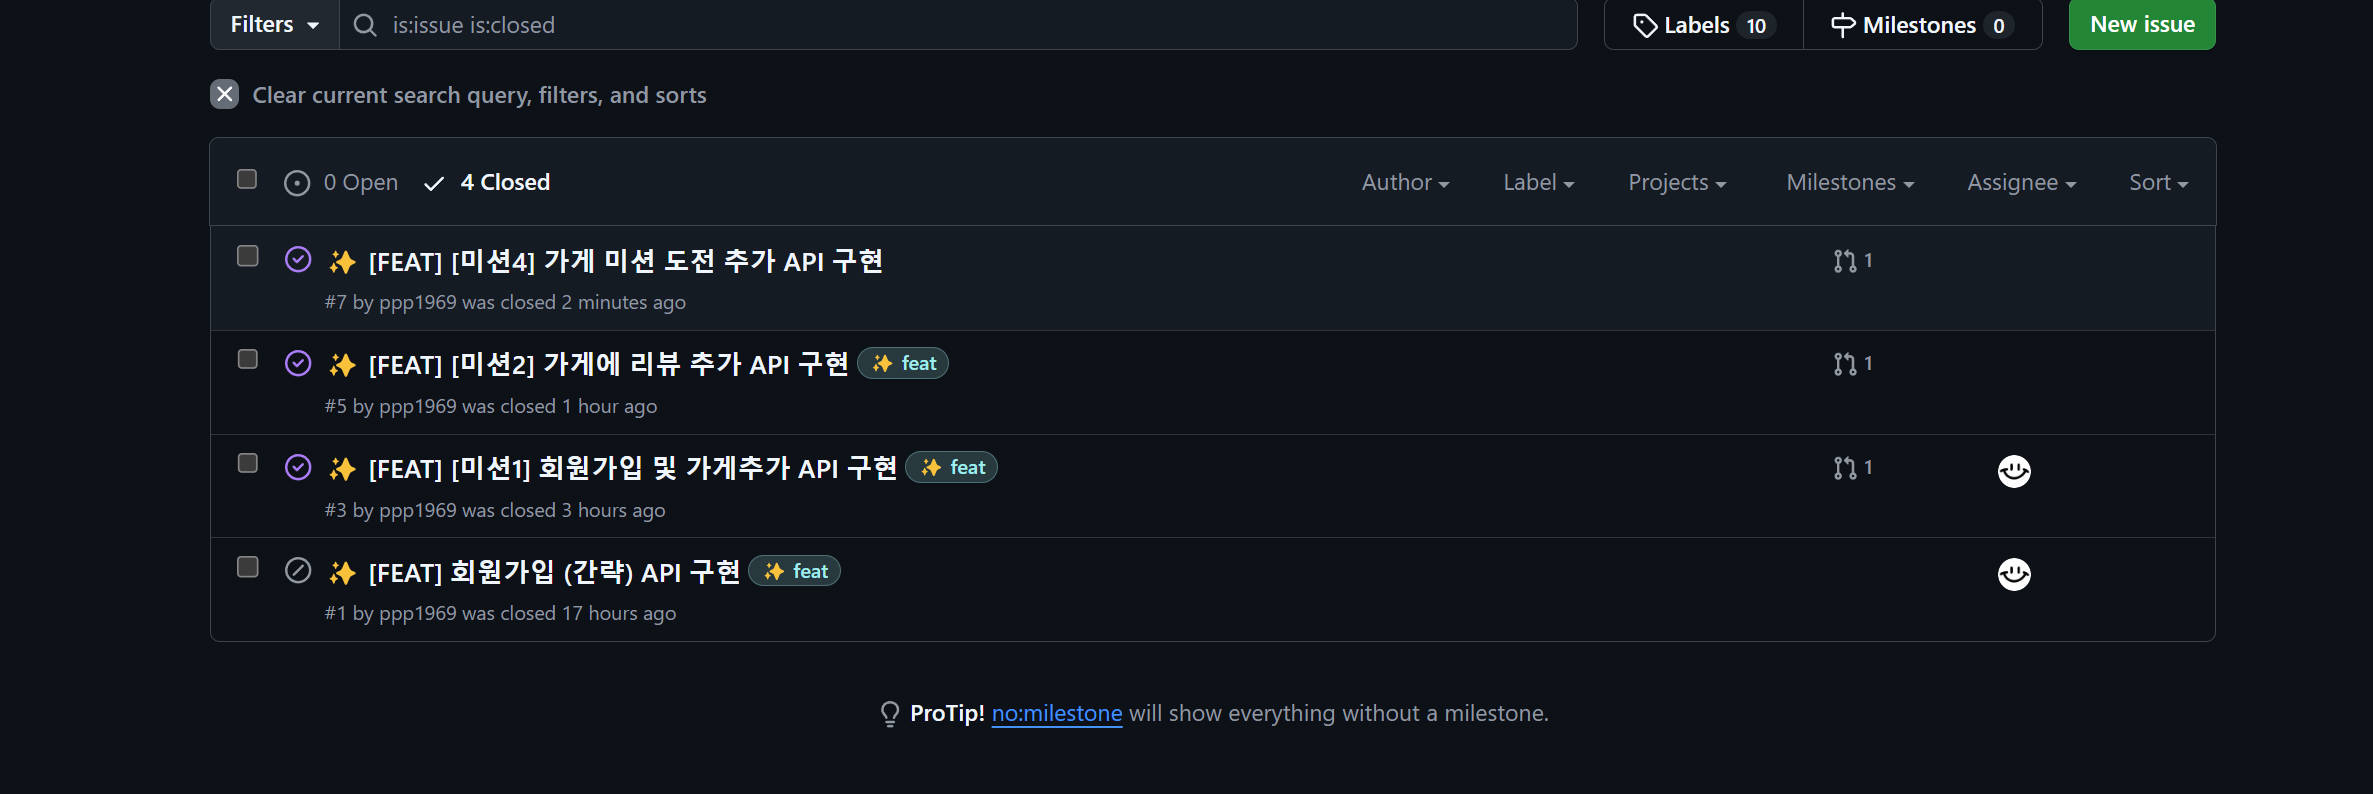 Filters is:issue is:closed Labels 10 Milestones 0 New issue
Clear current search query, filters, and sorts
0 Open 4 Closed Author Label Projects Milestones Assignee Sort
✨ [FEAT] [미션4] 가게 미션 도전 추가 API 구현 1
#7 by ppp1969 was closed 2 minutes ago
✨ [FEAT] [미션2] 가게에 리뷰 추가 API 구현 ✨ feat 1
#5 by ppp1969 was closed 1 hour ago
✨ [FEAT] [미션1] 회원가입 및 가게추가 API 구현 ✨ feat 1
#3 by ppp1969 was closed 3 hours ago
✨ [FEAT] 회원가입 (간략) API 구현 ✨ feat
#1 by ppp1969 was closed 17 hours ago
ProTip! no:milestone will show everything without a milestone.